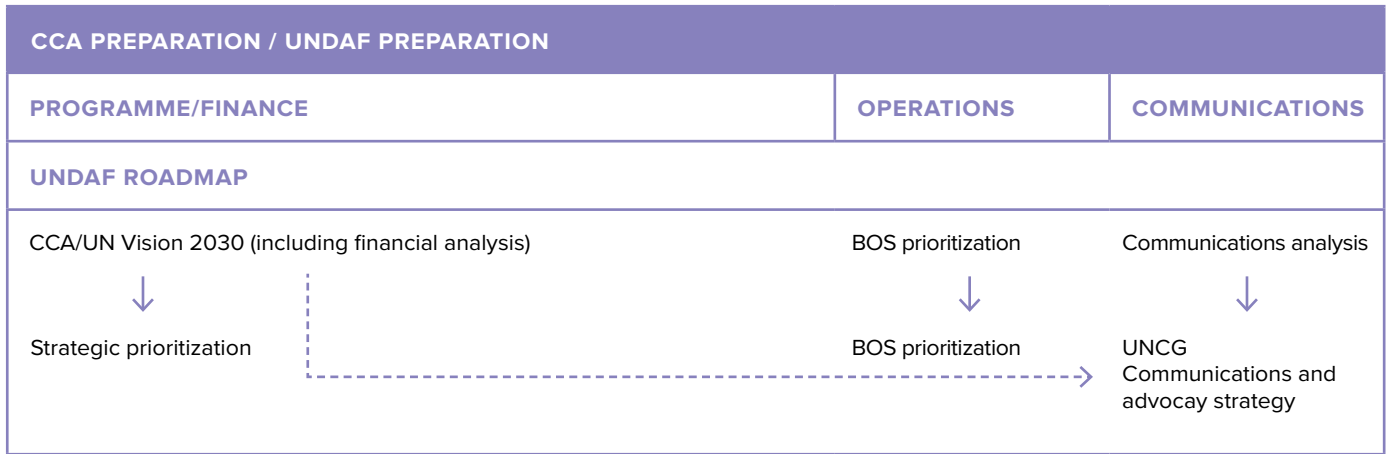 CCA PREPARATION / UNDAF PREPARATION
PROGRAMME/FINANCE
OPERATIONS
COMMUNICATIONS
UNDAF ROADMAP
CCA/UN Vision 2030 (including financial analysis)
BOS prioritization
Communications analysis
Strategic prioritization
BOS prioritization
UNCG
Communications and
advocay strategy